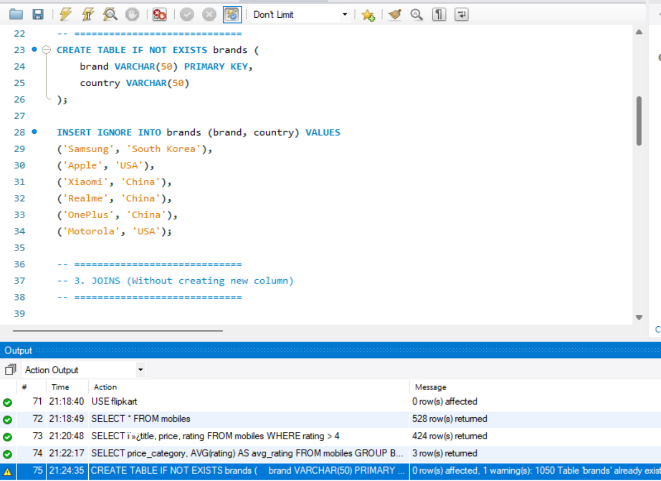 Don't Limit
22 -- =============================
23 CREATE TABLE IF NOT EXISTS brands (
24 brand VARCHAR(50) PRIMARY KEY,
25 country VARCHAR(50)
26 );
27
28 INSERT IGNORE INTO brands (brand, country) VALUES
29 ('Samsung', 'South Korea'),
30 ('Apple', 'USA'),
31 ('Xiaomi', 'China'),
32 ('Realme', 'China'),
33 ('OnePlus', 'China'),
34 ('Motorola', 'USA');
35
36 -- =============================
37 -- 3. JOINS (Without creating new column)
38 -- =============================
39
Output
Action Output
# Time Action Message
71 21:18:40 USE flipkart 0 row(s) affected
72 21:18:49 SELECT * FROM mobiles 528 row(s) returned
73 21:20:48 SELECT ï»¿title, price, rating FROM mobiles WHERE rating > 4 424 row(s) returned
74 21:22:17 SELECT price_category, AVG(rating) AS avg_rating FROM mobiles GROUP B... 3 row(s) returned
75 21:24:35 CREATE TABLE IF NOT EXISTS brands ( brand VARCHAR(50) PRIMARY ... 0 row(s) affected, 1 warning(s): 1050 Table 'brands' already exist